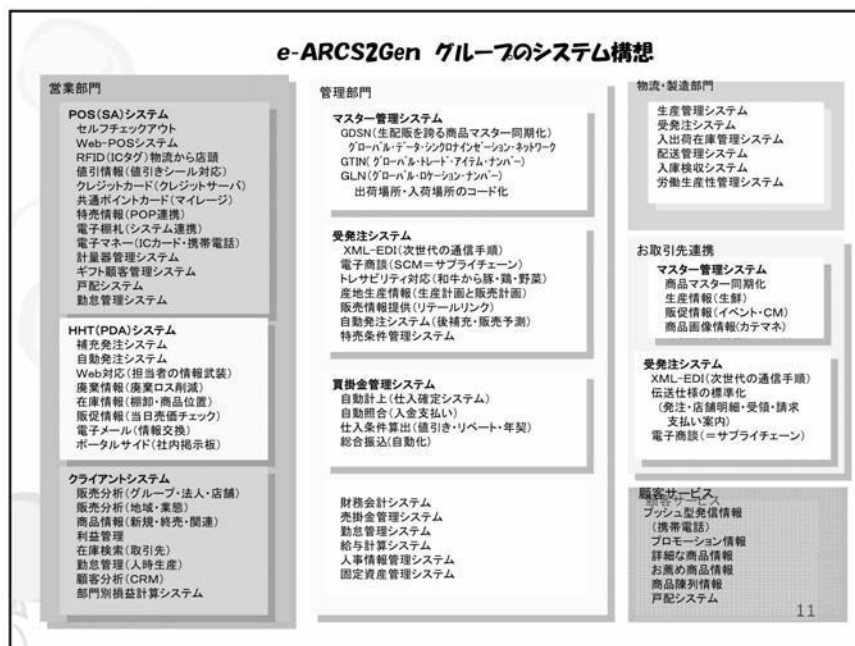 e-ARCS2Gen グループのシステム構想
営業部門
POS(SA)システム
セルフチェックアウト
Web-POSシステム
RFID(ICタグ)物流から店頭
値引情報(値引きシール対応)
クレジットカード(クレジットサーバ)
共通ポイントカード(マイレージ)
特売情報(POP連携)
電子棚札(システム連携)
電子マネー(ICカード・携帯電話)
計量器管理システム
ギフト顧客管理システム
戸配システム
勤怠管理システム
HHT(PDA)システム
補充発注システム
自動発注システム
Web対応(担当者の情報武装)
廃棄情報(廃棄ロス削減)
在庫情報(棚卸・商品位置)
販促情報(当日売価チェック)
電子メール(情報交換)
ポータルサイド(社内掲示板)
クライアントシステム
販売分析(グループ・法人・店舗)
販売分析(地域・業態)
商品情報(新規・終売・関連)
利益管理
在庫検索(取引先)
勤怠管理(人時生産)
顧客分析(CRM)
部門別損益計算システム
管理部門
マスター管理システム
GDSN(生配販を跨る商品マスター同期化)
グローバル・データ・シンクロナインゼーション・ネットワーク
GTIN(グローバル・トレード・アイテム・ナンバー)
GLN(グローバル・ロケーション・ナンバー)
出荷場所・入荷場所のコード化
受発注システム
XML-EDI(次世代の通信手順)
電子商談(SCM=サプライチェーン)
トレサビリティ対応(和牛から豚・鶏・野菜)
産地生産情報(生産計画と販売計画)
販売情報提供(リテールリンク)
自動発注システム(後補充・販売予測)
特売条件管理システム
買掛金管理システム
自動計上(仕入確定システム)
自動照合(入金支払い)
仕入条件算出(値引き・リベート・年契)
総合振込(自動化)
財務会計システム
売掛金管理システム
勤怠管理システム
給与計算システム
人事情報管理システム
固定資産管理システム
物流・製造部門
生産管理システム
受発注システム
入出荷在庫管理システム
配送管理システム
入庫検収システム
労働生産性管理システム
お取引先連携
マスター管理システム
商品マスター同期化
生産情報(生鮮)
販促情報(イベント・CM)
商品画像情報(カテマネ)
受発注システム
XML-EDI(次世代の通信手順)
伝送仕様の標準化
(発注・店舗明細・受領・請求
支払い案内)
電子商談(=サプライチェーン)
顧客サービス
顧客サービス
プッシュ型発信情報
(携帯電話)
プロモーション情報
詳細な商品情報
お薦め商品情報
商品陳列情報
戸配システム
11